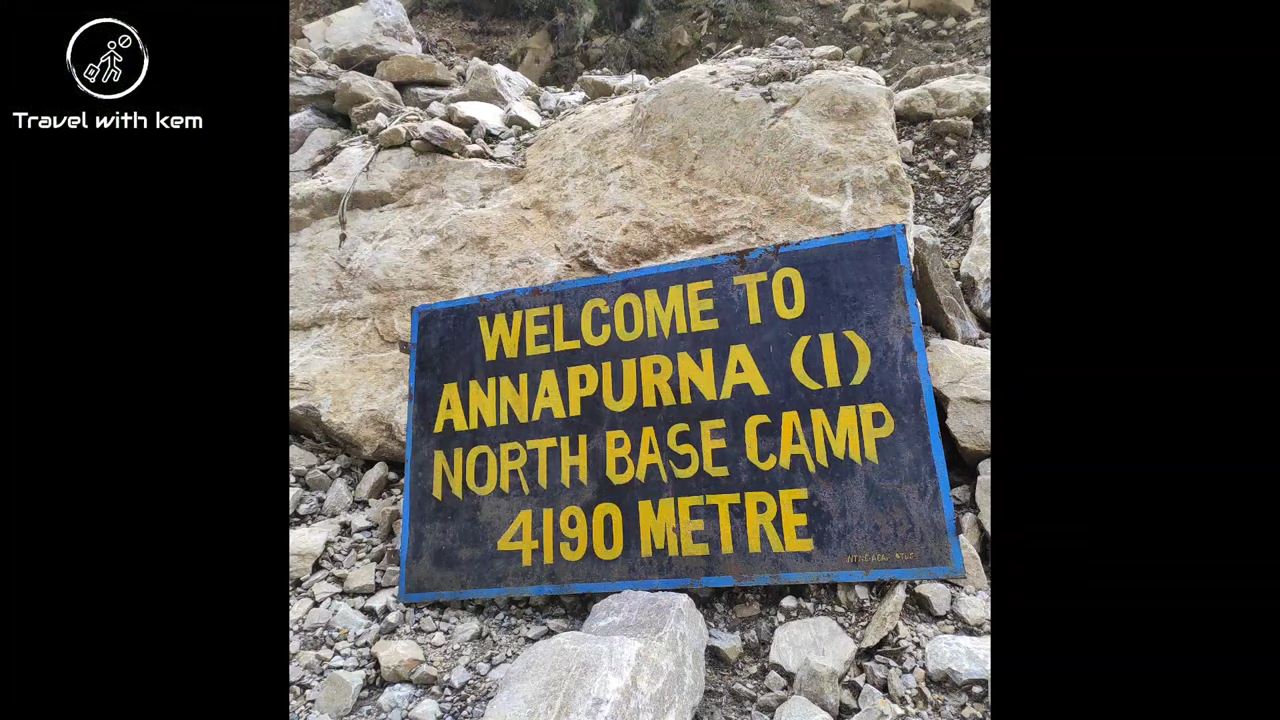 Travel with kem
WELCOME TO
ANNAPURNA (I)
NORTH BASE CAMP
4190 METRE